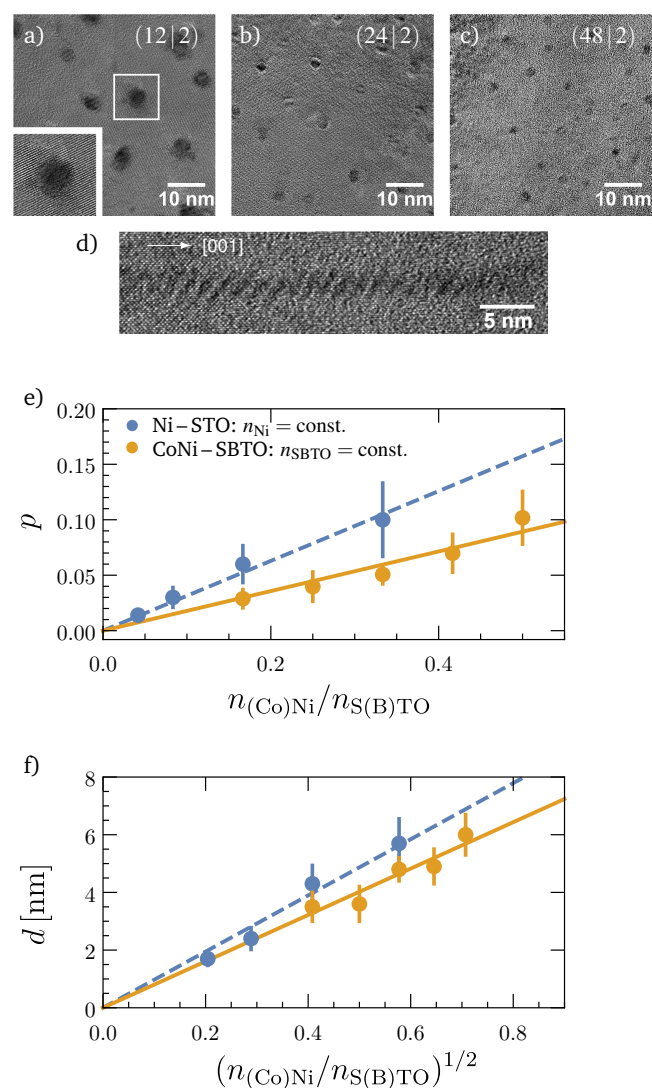 a) (12|2) b) (24|2) c) (48|2)
10 nm 10 nm 10 nm
d) [001]
5 nm
e)
0.20
0.15
0.10
0.05
0.00
p
Ni–STO: n_Ni = const.
CoNi–SBTO: n_SBTO = const.
0.0 0.2 0.4
n_(Co)Ni/n_S(B)TO
f)
8
6
4
2
0
d [nm]
0.0 0.2 0.4 0.6 0.8
(n_(Co)Ni/n_S(B)TO)^1/2